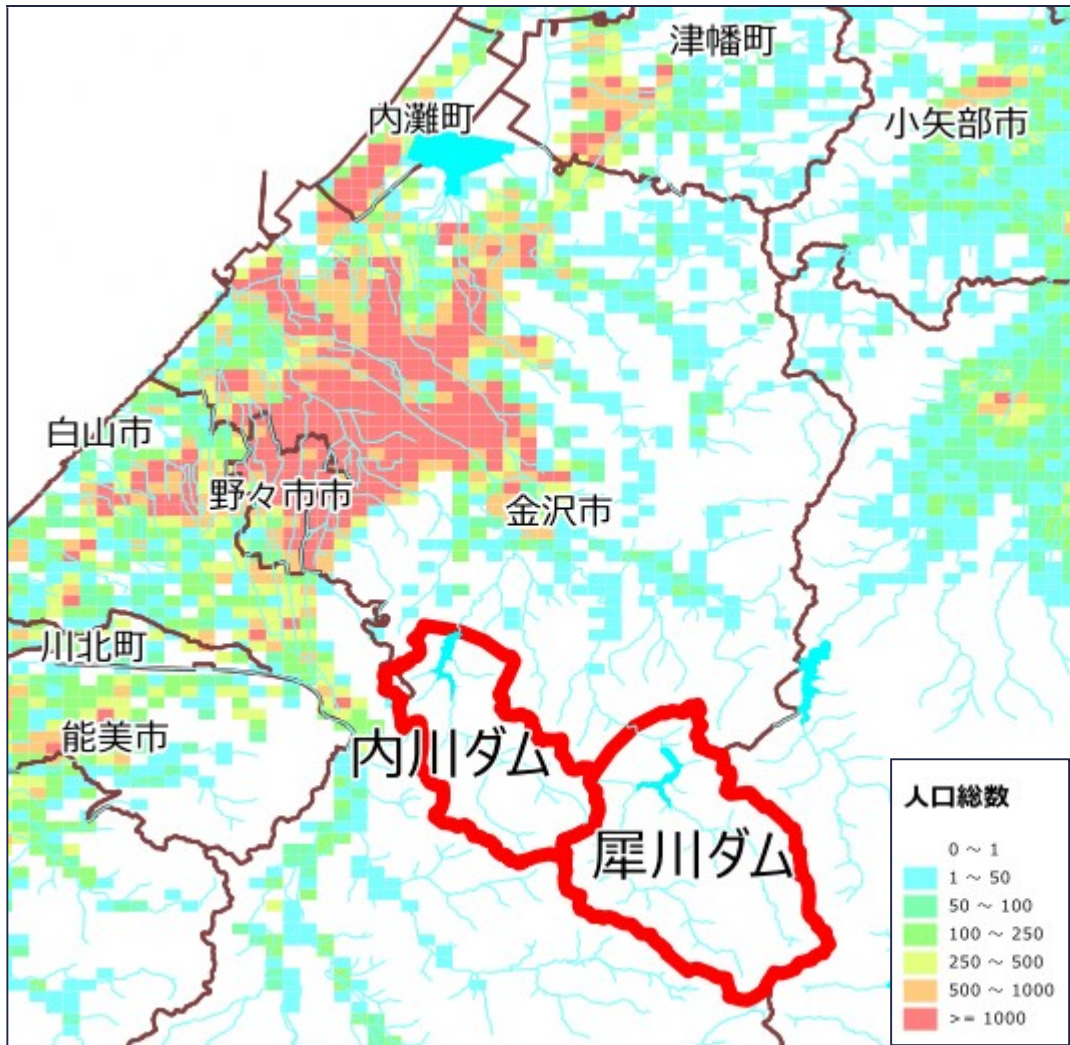 津幡町
内灘町
小矢部市
白山市
野々市市
金沢市
川北町
能美市
内川ダム
犀川ダム
人口総数
0 ～ 1
1 ～ 50
50 ～ 100
100 ～ 250
250 ～ 500
500 ～ 1000
>= 1000